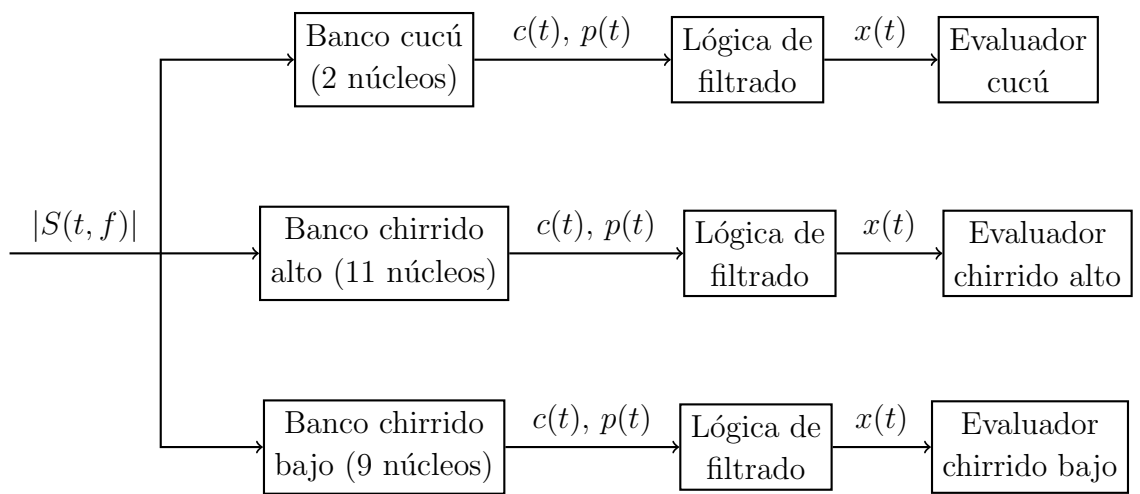 Banco cucú
(2 núcleos)
c(t), p(t)
Lógica de
filtrado
x(t)
Evaluador
cucú
|S(t, f)|
Banco chirrido
alto (11 núcleos)
c(t), p(t)
Lógica de
filtrado
x(t)
Evaluador
chirrido alto
Banco chirrido
bajo (9 núcleos)
c(t), p(t)
Lógica de
filtrado
x(t)
Evaluador
chirrido bajo